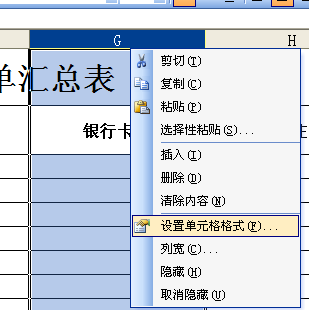 G H
单汇总表
银行卡
剪切(T)
复制(C)
粘贴(P)
选择性粘贴(S)...
插入(I)
删除(D)
清除内容(N)
设置单元格格式(F)...
列宽(C)...
隐藏(H)
取消隐藏(U)